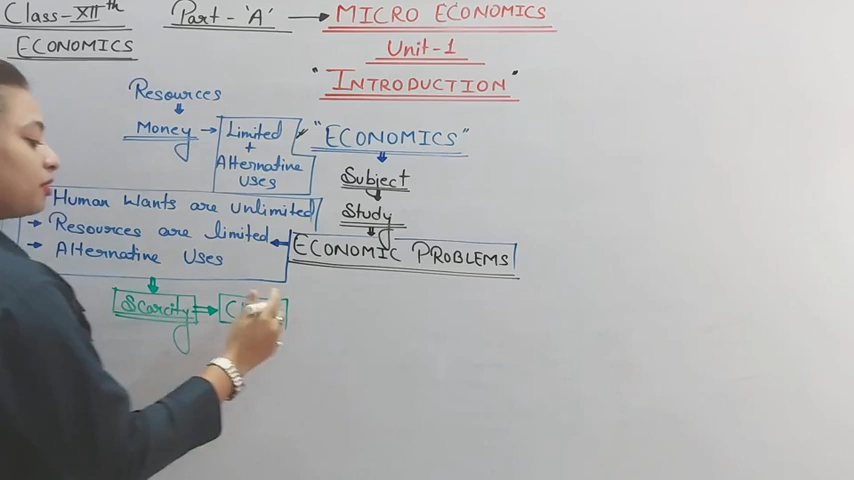 Class-XIIth
ECONOMICS
Part-'A' → MICRO ECONOMICS
Unit-1
"INTRODUCTION"
Resources
Money → Limited
+
Alternative
uses
"ECONOMICS"
Subject
Study
ECONOMIC PROBLEMS
Human Wants are Unlimited
→ Resources are limited
→ Alternative Uses
Scarcity →